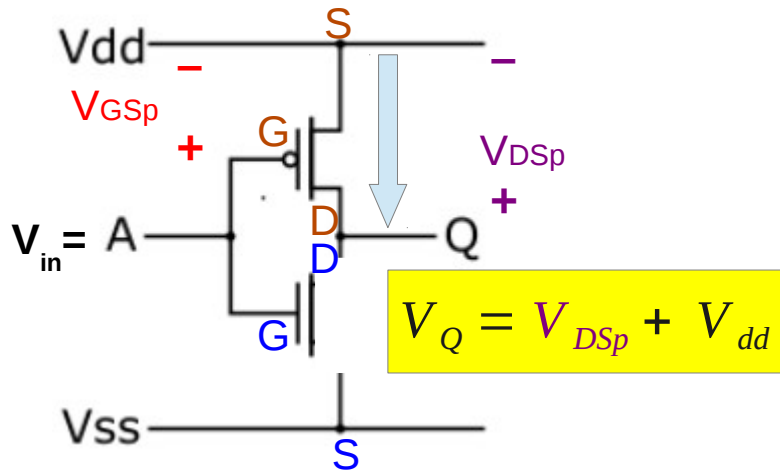 S
Vdd
− −
VGSp
G
+
VDSp
+
D
Vin= A
Q
D
G
VQ = VDSp + Vdd
Vss
S